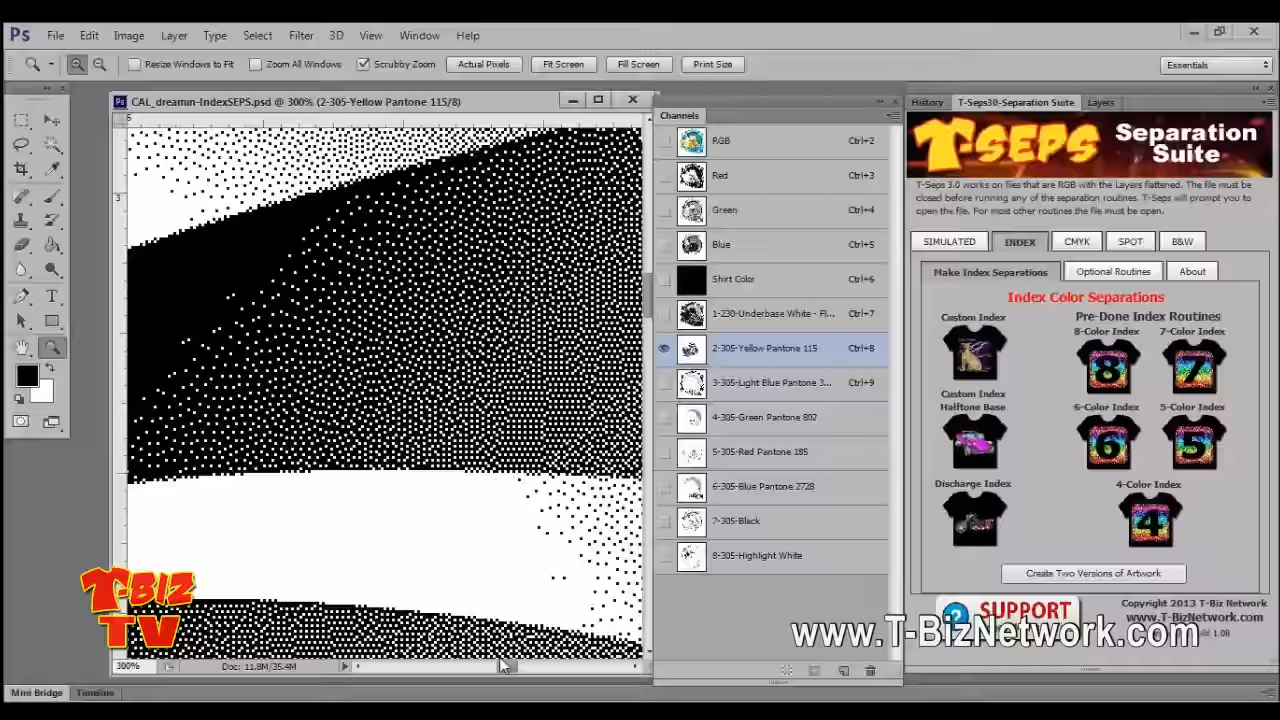 Ps File Edit Image Layer Type Select Filter 3D View Window Help
Resize Windows to Fit Zoom All Windows Scrubby Zoom Actual Pixels Fit Screen Fill Screen Print Size Essentials
CAL_dreamin-IndexSEPS.psd @ 300% (2-305-Yellow Pantone 115/8)
5
3
300% Doc: 11.8M/35.4M
Channels
RGB Ctrl+2
Red Ctrl+3
Green Ctrl+4
Blue Ctrl+5
Shirt Color Ctrl+6
1-230-Underbase White - Fl... Ctrl+7
2-305-Yellow Pantone 115 Ctrl+8
3-305-Light Blue Pantone 3... Ctrl+9
4-305-Green Pantone 802
5-305-Red Pantone 185
6-305-Blue Pantone 2728
7-305-Black
8-305-Highlight White
History T-Seps30-Separation Suite Layers
T-SEPS Separation
Suite
T-Seps 3.0 works on files that are RGB with the Layers flattened. The file must be
closed before running any of the separation routines. T-Seps will prompt you to
open the file. For most other routines the file must be open.
SIMULATED INDEX CMYK SPOT B&W
Make Index Separations Optional Routines About
Index Color Separations
Custom Index Pre-Done Index Routines
8-Color Index 7-Color Index
8 7
Custom Index
Halftone Base 6-Color Index 5-Color Index
6 5
Discharge Index 4-Color Index
4
Create Two Versions of Artwork
? SUPPORT Copyright 2013 T-Biz Network
www.T-BizNetwork.com
1.08
www.T-BizNetwork.com
T-BIZ
TV
Mini Bridge Timeline